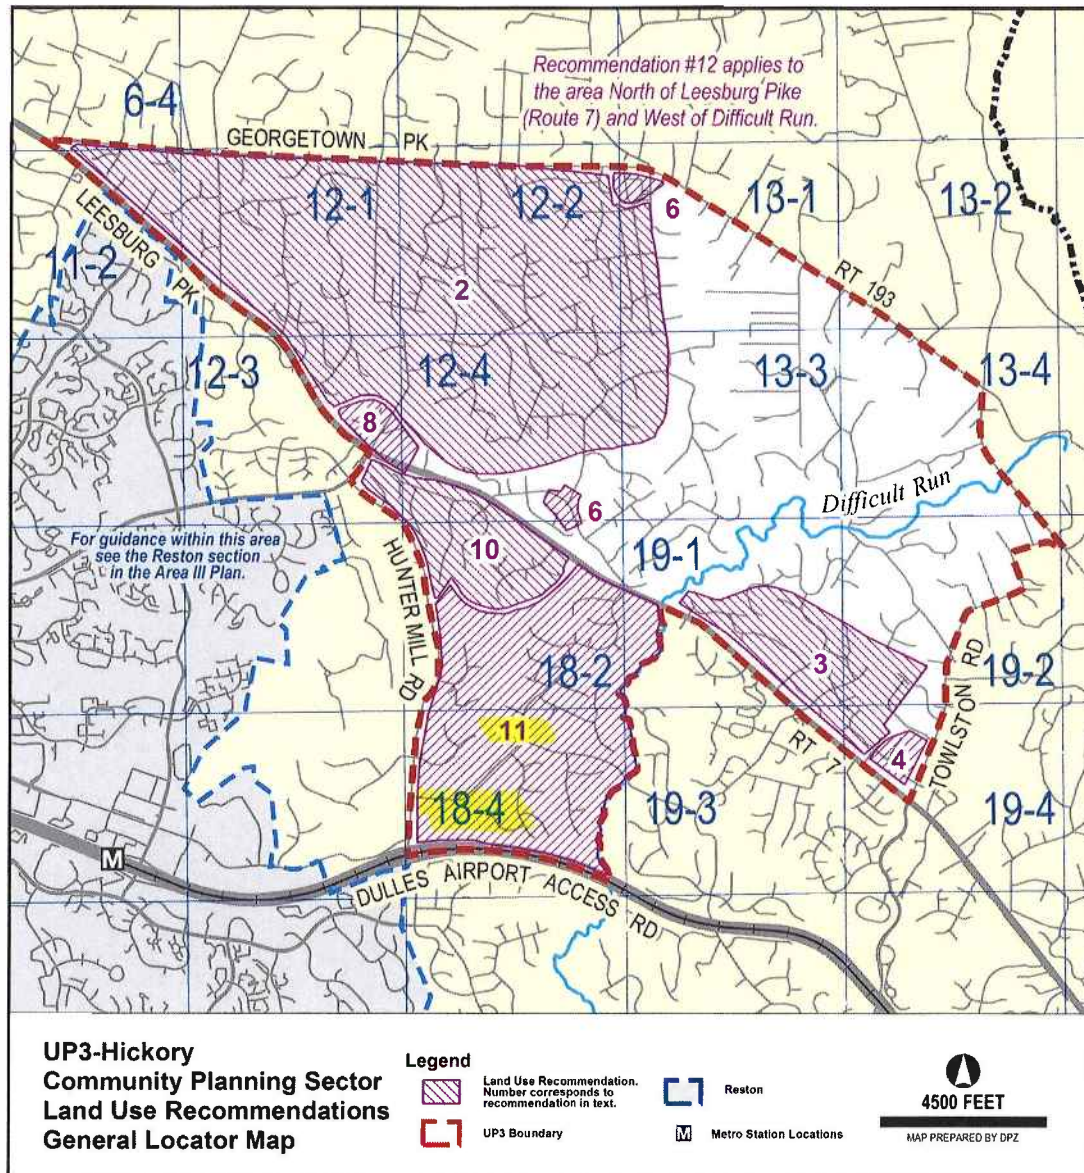 Recommendation #12 applies to
the area North of Leesburg Pike
(Route 7) and West of Difficult Run.
6-4
GEORGETOWN PK
12-1
12-2
6
13-1
13-2
LEESBURG PK
11-2
2
RT 193
12-3
12-4
13-3
13-4
8
Difficult Run
6
For guidance within this area
see the Reston section
in the Area III Plan.
10
19-1
HUNTER MILL RD
18-2
3
19-2
TOWLSTON RD
11
RT 7
4
18-4
19-3
19-4
M
DULLES AIRPORT ACCESS RD
UP3-Hickory
Community Planning Sector
Land Use Recommendations
General Locator Map
Legend
Land Use Recommendation.
Number corresponds to
recommendation in text.
UP3 Boundary
Reston
M Metro Station Locations
4500 FEET
MAP PREPARED BY DPZ